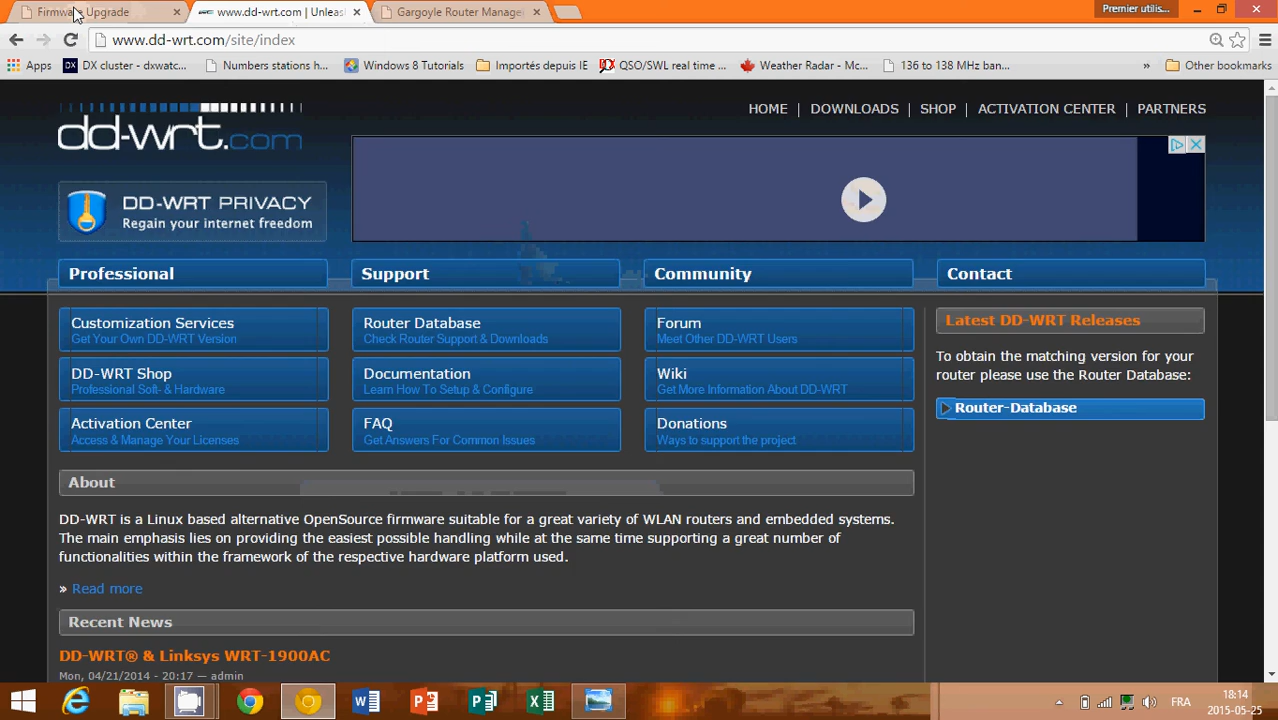 Firmware Upgrade
www.dd-wrt.com | Unleas
Gargoyle Router Manage
Premier utilis...
www.dd-wrt.com/site/index
Apps
DX cluster - dxwatc...
Numbers stations h...
Windows 8 Tutorials
Importés depuis IE
QSO/SWL real time ...
Weather Radar - Mc...
136 to 138 MHz ban...
»
Other bookmarks
dd-wrt.com
HOME | DOWNLOADS | SHOP | ACTIVATION CENTER | PARTNERS
DD-WRT PRIVACY
Regain your internet freedom
Professional
Support
Community
Contact
Customization Services
Get Your Own DD-WRT Version
Router Database
Check Router Support & Downloads
Forum
Meet Other DD-WRT Users
DD-WRT Shop
Professional Soft- & Hardware
Documentation
Learn How To Setup & Configure
Wiki
Get More Information About DD-WRT
Activation Center
Access & Manage Your Licenses
FAQ
Get Answers For Common Issues
Donations
Ways to support the project
Latest DD-WRT Releases
To obtain the matching version for your
router please use the Router Database:
Router-Database
About
DD-WRT is a Linux based alternative OpenSource firmware suitable for a great variety of WLAN routers and embedded systems.
The main emphasis lies on providing the easiest possible handling while at the same time supporting a great number of
functionalities within the framework of the respective hardware platform used.
» Read more
Recent News
DD-WRT® & Linksys WRT-1900AC
Mon, 04/21/2014 - 20:17 — admin
FRA
18:14
2015-05-25